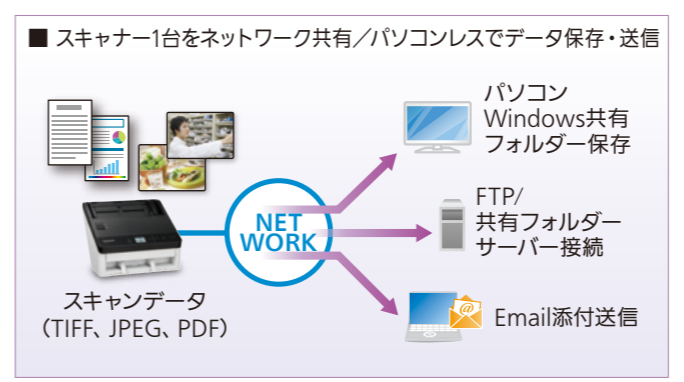 ■ スキャナー1台をネットワーク共有／パソコンレスでデータ保存・送信
パソコン
Windows共有
フォルダー保存
NET
WORK
FTP/
共有フォルダー
サーバー接続
スキャンデータ
（TIFF、JPEG、PDF）
Email添付送信